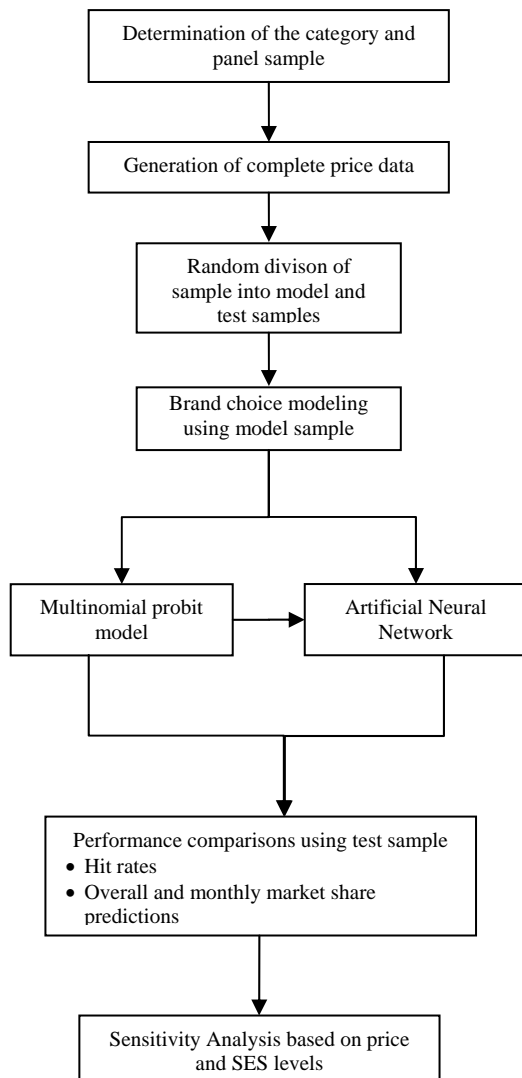 Determination of the category and
panel sample
Generation of complete price data
Random divison of
sample into model and
test samples
Brand choice modeling
using model sample
Multinomial probit
model
Artificial Neural
Network
Performance comparisons using test sample
• Hit rates
• Overall and monthly market share
predictions
Sensitivity Analysis based on price
and SES levels